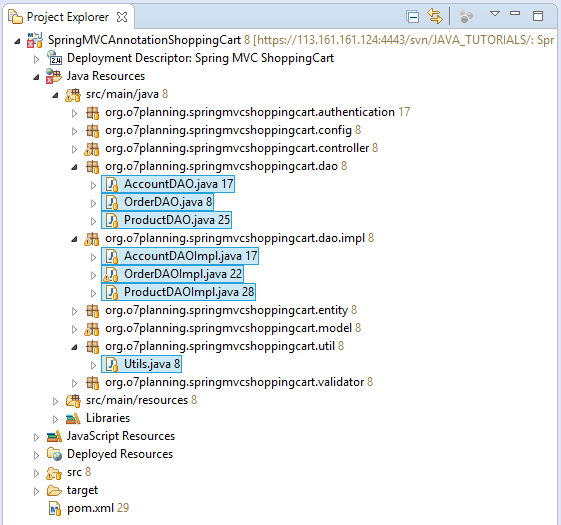 Project Explorer
SpringMVCAnnotationShoppingCart 8 [https://113.161.161.124:4443/svn/JAVA_TUTORIALS/: Spr
Deployment Descriptor: Spring MVC ShoppingCart
Java Resources
src/main/java 8
org.o7planning.springmvcshoppingcart.authentication 17
org.o7planning.springmvcshoppingcart.config 8
org.o7planning.springmvcshoppingcart.controller 8
org.o7planning.springmvcshoppingcart.dao 8
AccountDAO.java 17
OrderDAO.java 8
ProductDAO.java 25
org.o7planning.springmvcshoppingcart.dao.impl 8
AccountDAOImpl.java 17
OrderDAOImpl.java 22
ProductDAOImpl.java 28
org.o7planning.springmvcshoppingcart.entity 8
org.o7planning.springmvcshoppingcart.model 8
org.o7planning.springmvcshoppingcart.util 8
Utils.java 8
org.o7planning.springmvcshoppingcart.validator 8
src/main/resources 8
Libraries
JavaScript Resources
Deployed Resources
src 8
target
pom.xml 29